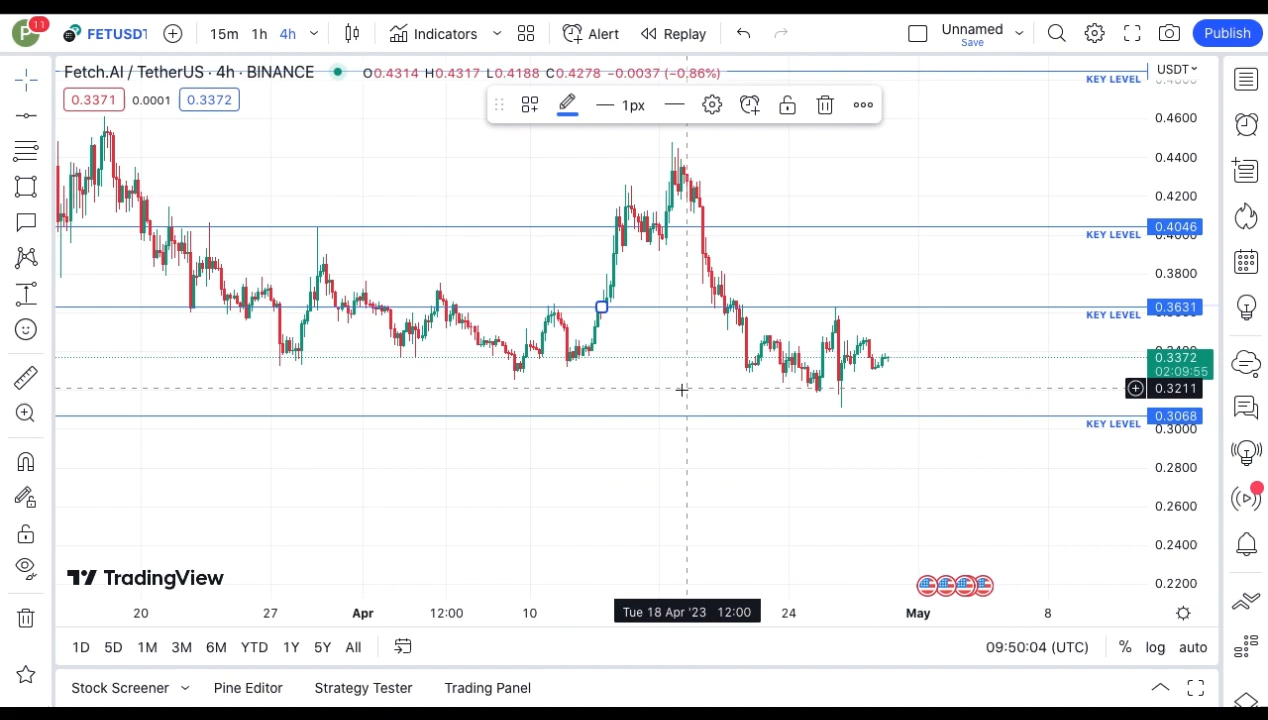 P 11 FETUSDT 15m 1h 4h Indicators Alert Replay Unnamed Save Publish
Fetch.AI / TetherUS · 4h · BINANCE O0.4314 H0.4317 L0.4188 C0.4278 −0.0037 (−0.86%) USDT
KEY LEVEL
0.3371 0.0001 0.3372
1px
0.4600
0.4400
0.4200
0.4046
KEY LEVEL
0.4000
0.3800
0.3631
KEY LEVEL
0.3372
02:09:55
0.3211
0.3068
KEY LEVEL
0.3000
0.2800
0.2600
0.2400
TradingView
0.2200
20 27 Apr 12:00 10 Tue 18 Apr '23 12:00 24 May 8
1D 5D 1M 3M 6M YTD 1Y 5Y All 09:50:04 (UTC) % log auto
Stock Screener Pine Editor Strategy Tester Trading Panel